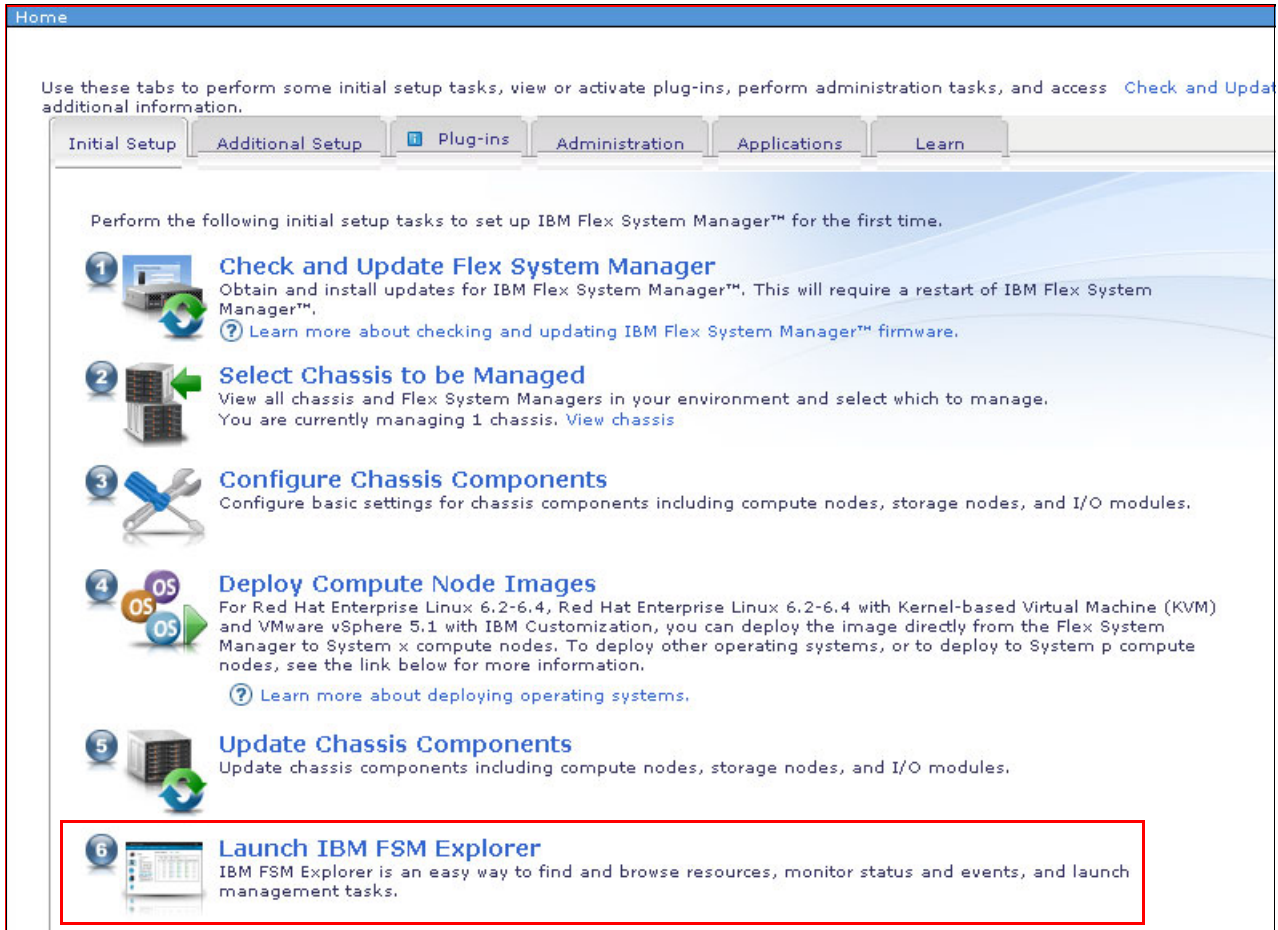 Home
Use these tabs to perform some initial setup tasks, view or activate plug-ins, perform administration tasks, and access Check and Updat
additional information.
Initial Setup Additional Setup Plug-ins Administration Applications Learn
Perform the following initial setup tasks to set up IBM Flex System Manager™ for the first time.
1 Check and Update Flex System Manager
Obtain and install updates for IBM Flex System Manager™. This will require a restart of IBM Flex System
Manager™.
? Learn more about checking and updating IBM Flex System Manager™ firmware.
2 Select Chassis to be Managed
View all chassis and Flex System Managers in your environment and select which to manage.
You are currently managing 1 chassis. View chassis
3 Configure Chassis Components
Configure basic settings for chassis components including compute nodes, storage nodes, and I/O modules.
4 OS OS OS Deploy Compute Node Images
For Red Hat Enterprise Linux 6.2-6.4, Red Hat Enterprise Linux 6.2-6.4 with Kernel-based Virtual Machine (KVM)
and VMware vSphere 5.1 with IBM Customization, you can deploy the image directly from the Flex System
Manager to System x compute nodes. To deploy other operating systems, or to deploy to System p compute
nodes, see the link below for more information.
? Learn more about deploying operating systems.
5 Update Chassis Components
Update chassis components including compute nodes, storage nodes, and I/O modules.
6 Launch IBM FSM Explorer
IBM FSM Explorer is an easy way to find and browse resources, monitor status and events, and launch
management tasks.